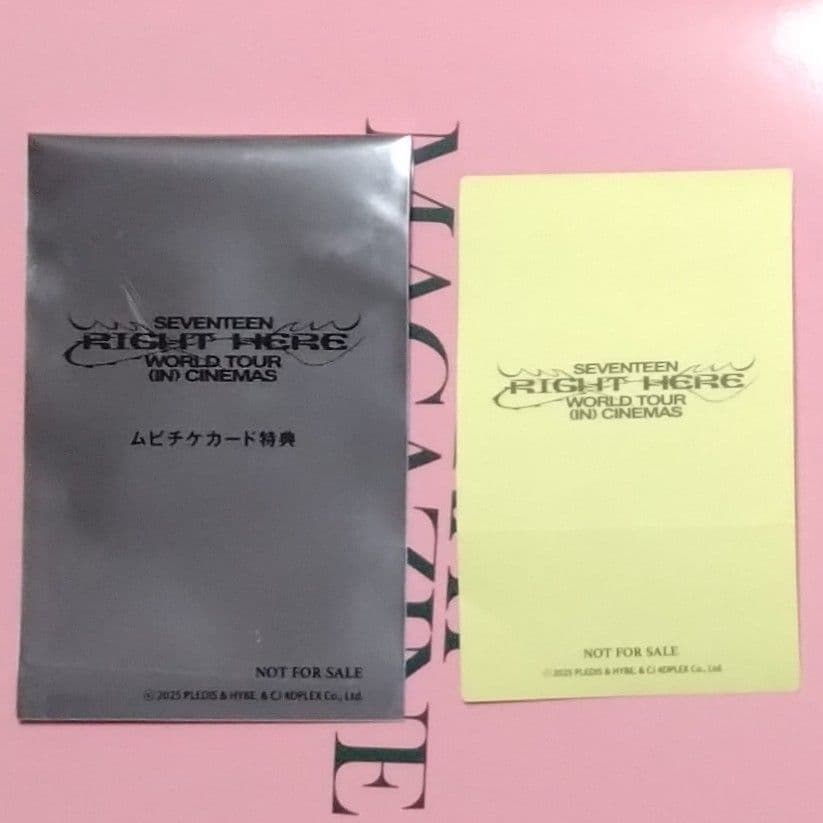 SEVENTEEN
RIGHT HERE
WORLD TOUR
(IN) CINEMAS
ムビチケカード特典
NOT FOR SALE
ⓒ 2025 PLEDIS & HYBE. & CJ 4DPLEX Co., Ltd.
SEVENTEEN
RIGHT HERE
WORLD TOUR
(IN) CINEMAS
NOT FOR SALE
ⓒ 2025 PLEDIS & HYBE. & CJ 4DPLEX Co., Ltd.
MAGAZINE